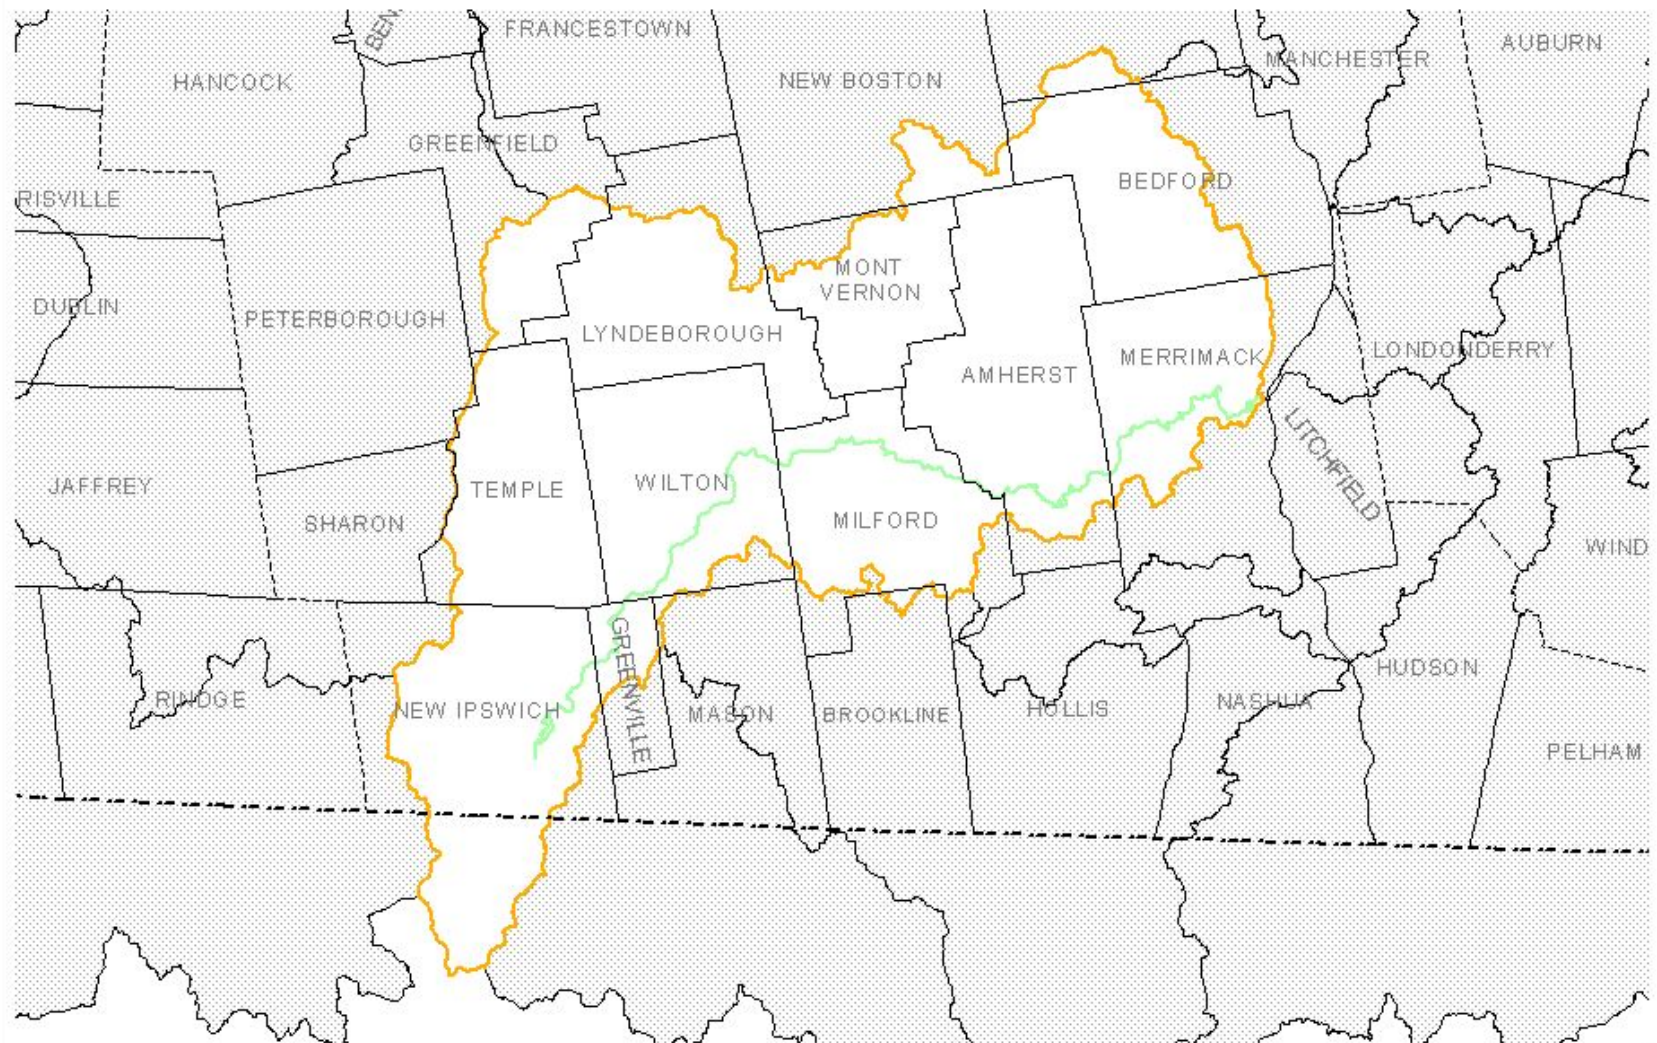 FRANCESTOWN
BEN
AUBURN
MANCHESTER
HANCOCK
NEW BOSTON
GREENFIELD
BEDFORD
RISVILLE
MONT
VERNON
DUBLIN
PETERBOROUGH
LYNDEBOROUGH
LONDONDERRY
MERRIMACK
AMHERST
LITCHFIELD
JAFFREY
TEMPLE
WILTON
MILFORD
SHARON
WIND
GREENVILLE
HUDSON
RINDGE
NEW IPSWICH
MASON
BROOKLINE
HOLLIS
NASHUA
PELHAM